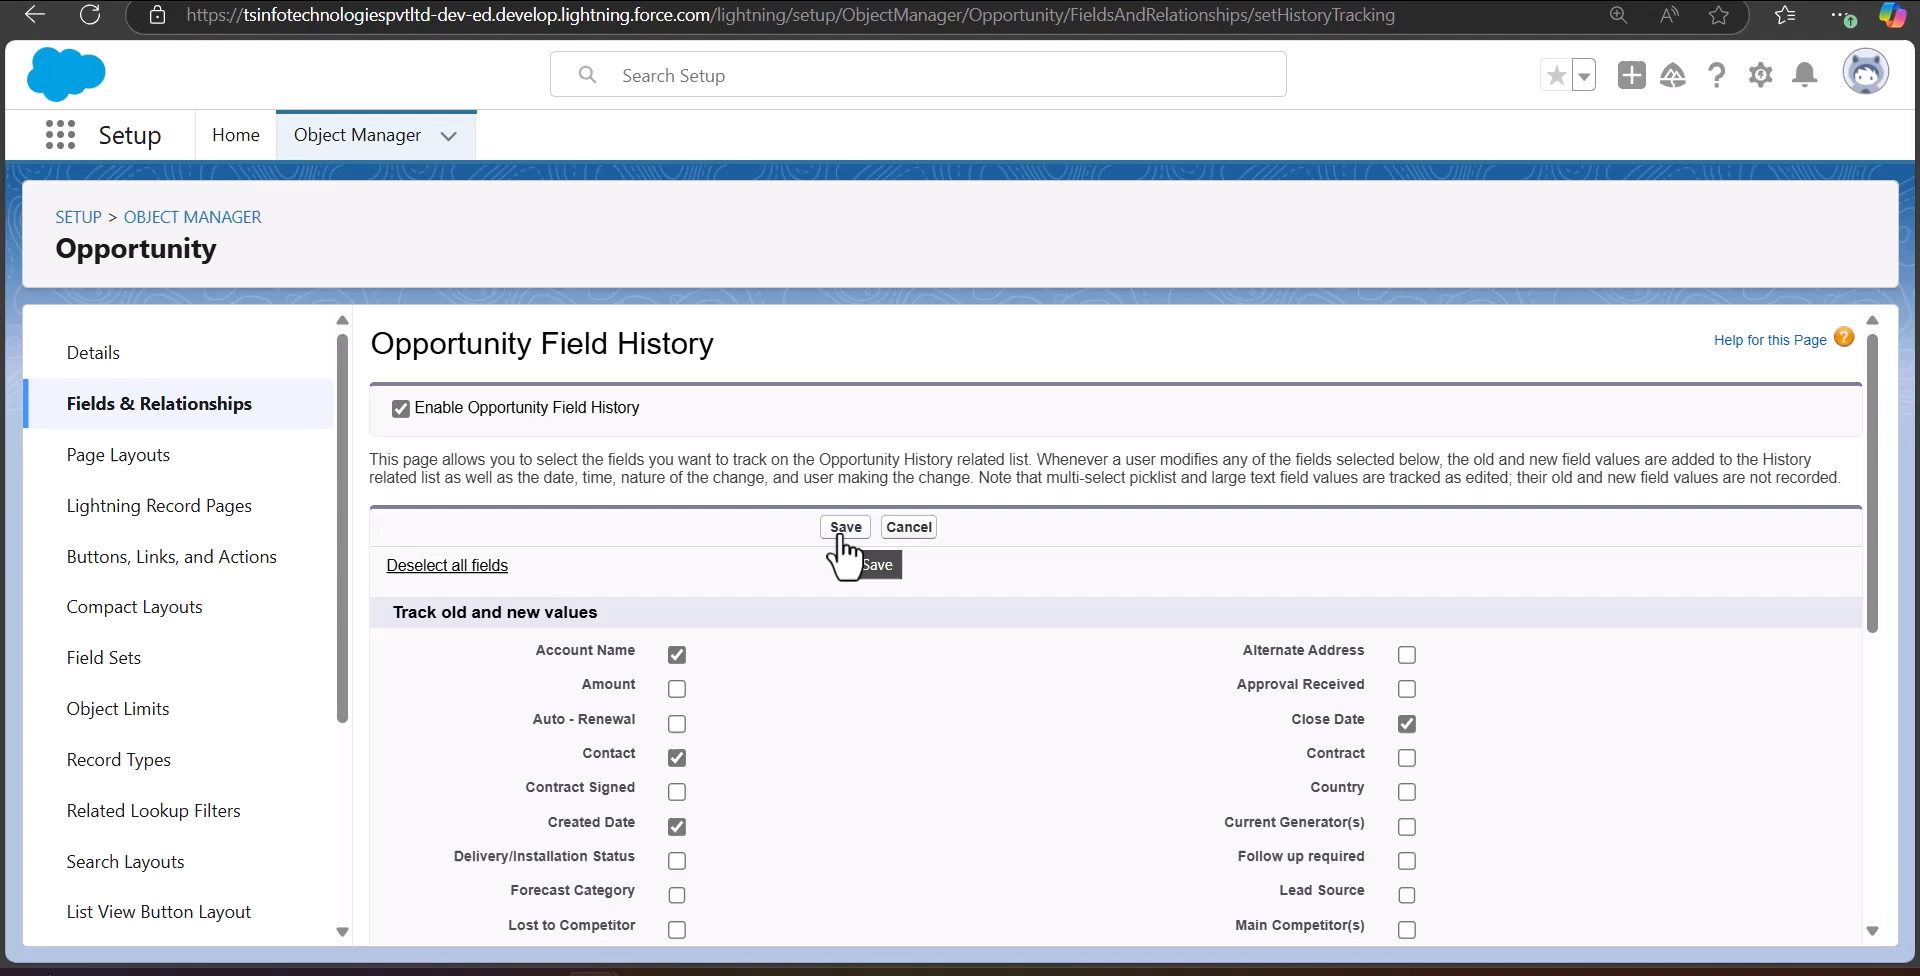 https://tsinfotechnologiespvtltd-dev-ed.develop.lightning.force.com/lightning/setup/ObjectManager/Opportunity/FieldsAndRelationships/setHistoryTracking
Search Setup
Setup
Home
Object Manager
SETUP > OBJECT MANAGER
Opportunity
Details
Fields & Relationships
Page Layouts
Lightning Record Pages
Buttons, Links, and Actions
Compact Layouts
Field Sets
Object Limits
Record Types
Related Lookup Filters
Search Layouts
List View Button Layout
Opportunity Field History
Help for this Page ?
Enable Opportunity Field History
This page allows you to select the fields you want to track on the Opportunity History related list. Whenever a user modifies any of the fields selected below, the old and new field values are added to the History
related list as well as the date, time, nature of the change, and user making the change. Note that multi-select picklist and large text field values are tracked as edited; their old and new field values are not recorded.
Save Cancel
Deselect all fields
Save
Track old and new values
Account Name Alternate Address
Amount Approval Received
Auto - Renewal Close Date
Contact Contract
Contract Signed Country
Created Date Current Generator(s)
Delivery/Installation Status Follow up required
Forecast Category Lead Source
Lost to Competitor Main Competitor(s)